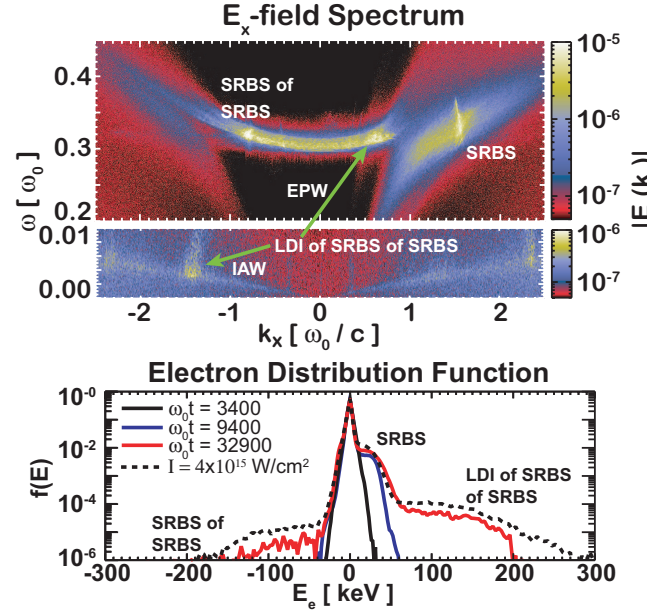 Eₓ-field Spectrum
0.4
0.3
0.2
ω [ ω₀ ]
SRBS of
SRBS
SRBS
EPW
10⁻⁵
10⁻⁶
10⁻⁷
|E (k )|
0.01
0.00
LDI of SRBS of SRBS
IAW
10⁻⁶
10⁻⁷
-2 -1 0 1 2
kₓ [ ω₀ / c ]
Electron Distribution Function
10⁻⁰
10⁻²
10⁻⁴
10⁻⁶
f(E)
ω₀t = 3400
ω₀t = 9400
ω₀t = 32900
I = 4x10¹⁵ W/cm²
SRBS
LDI of SRBS
of SRBS
SRBS of
SRBS
-300 -200 -100 0 100 200 300
Eₑ [ keV ]